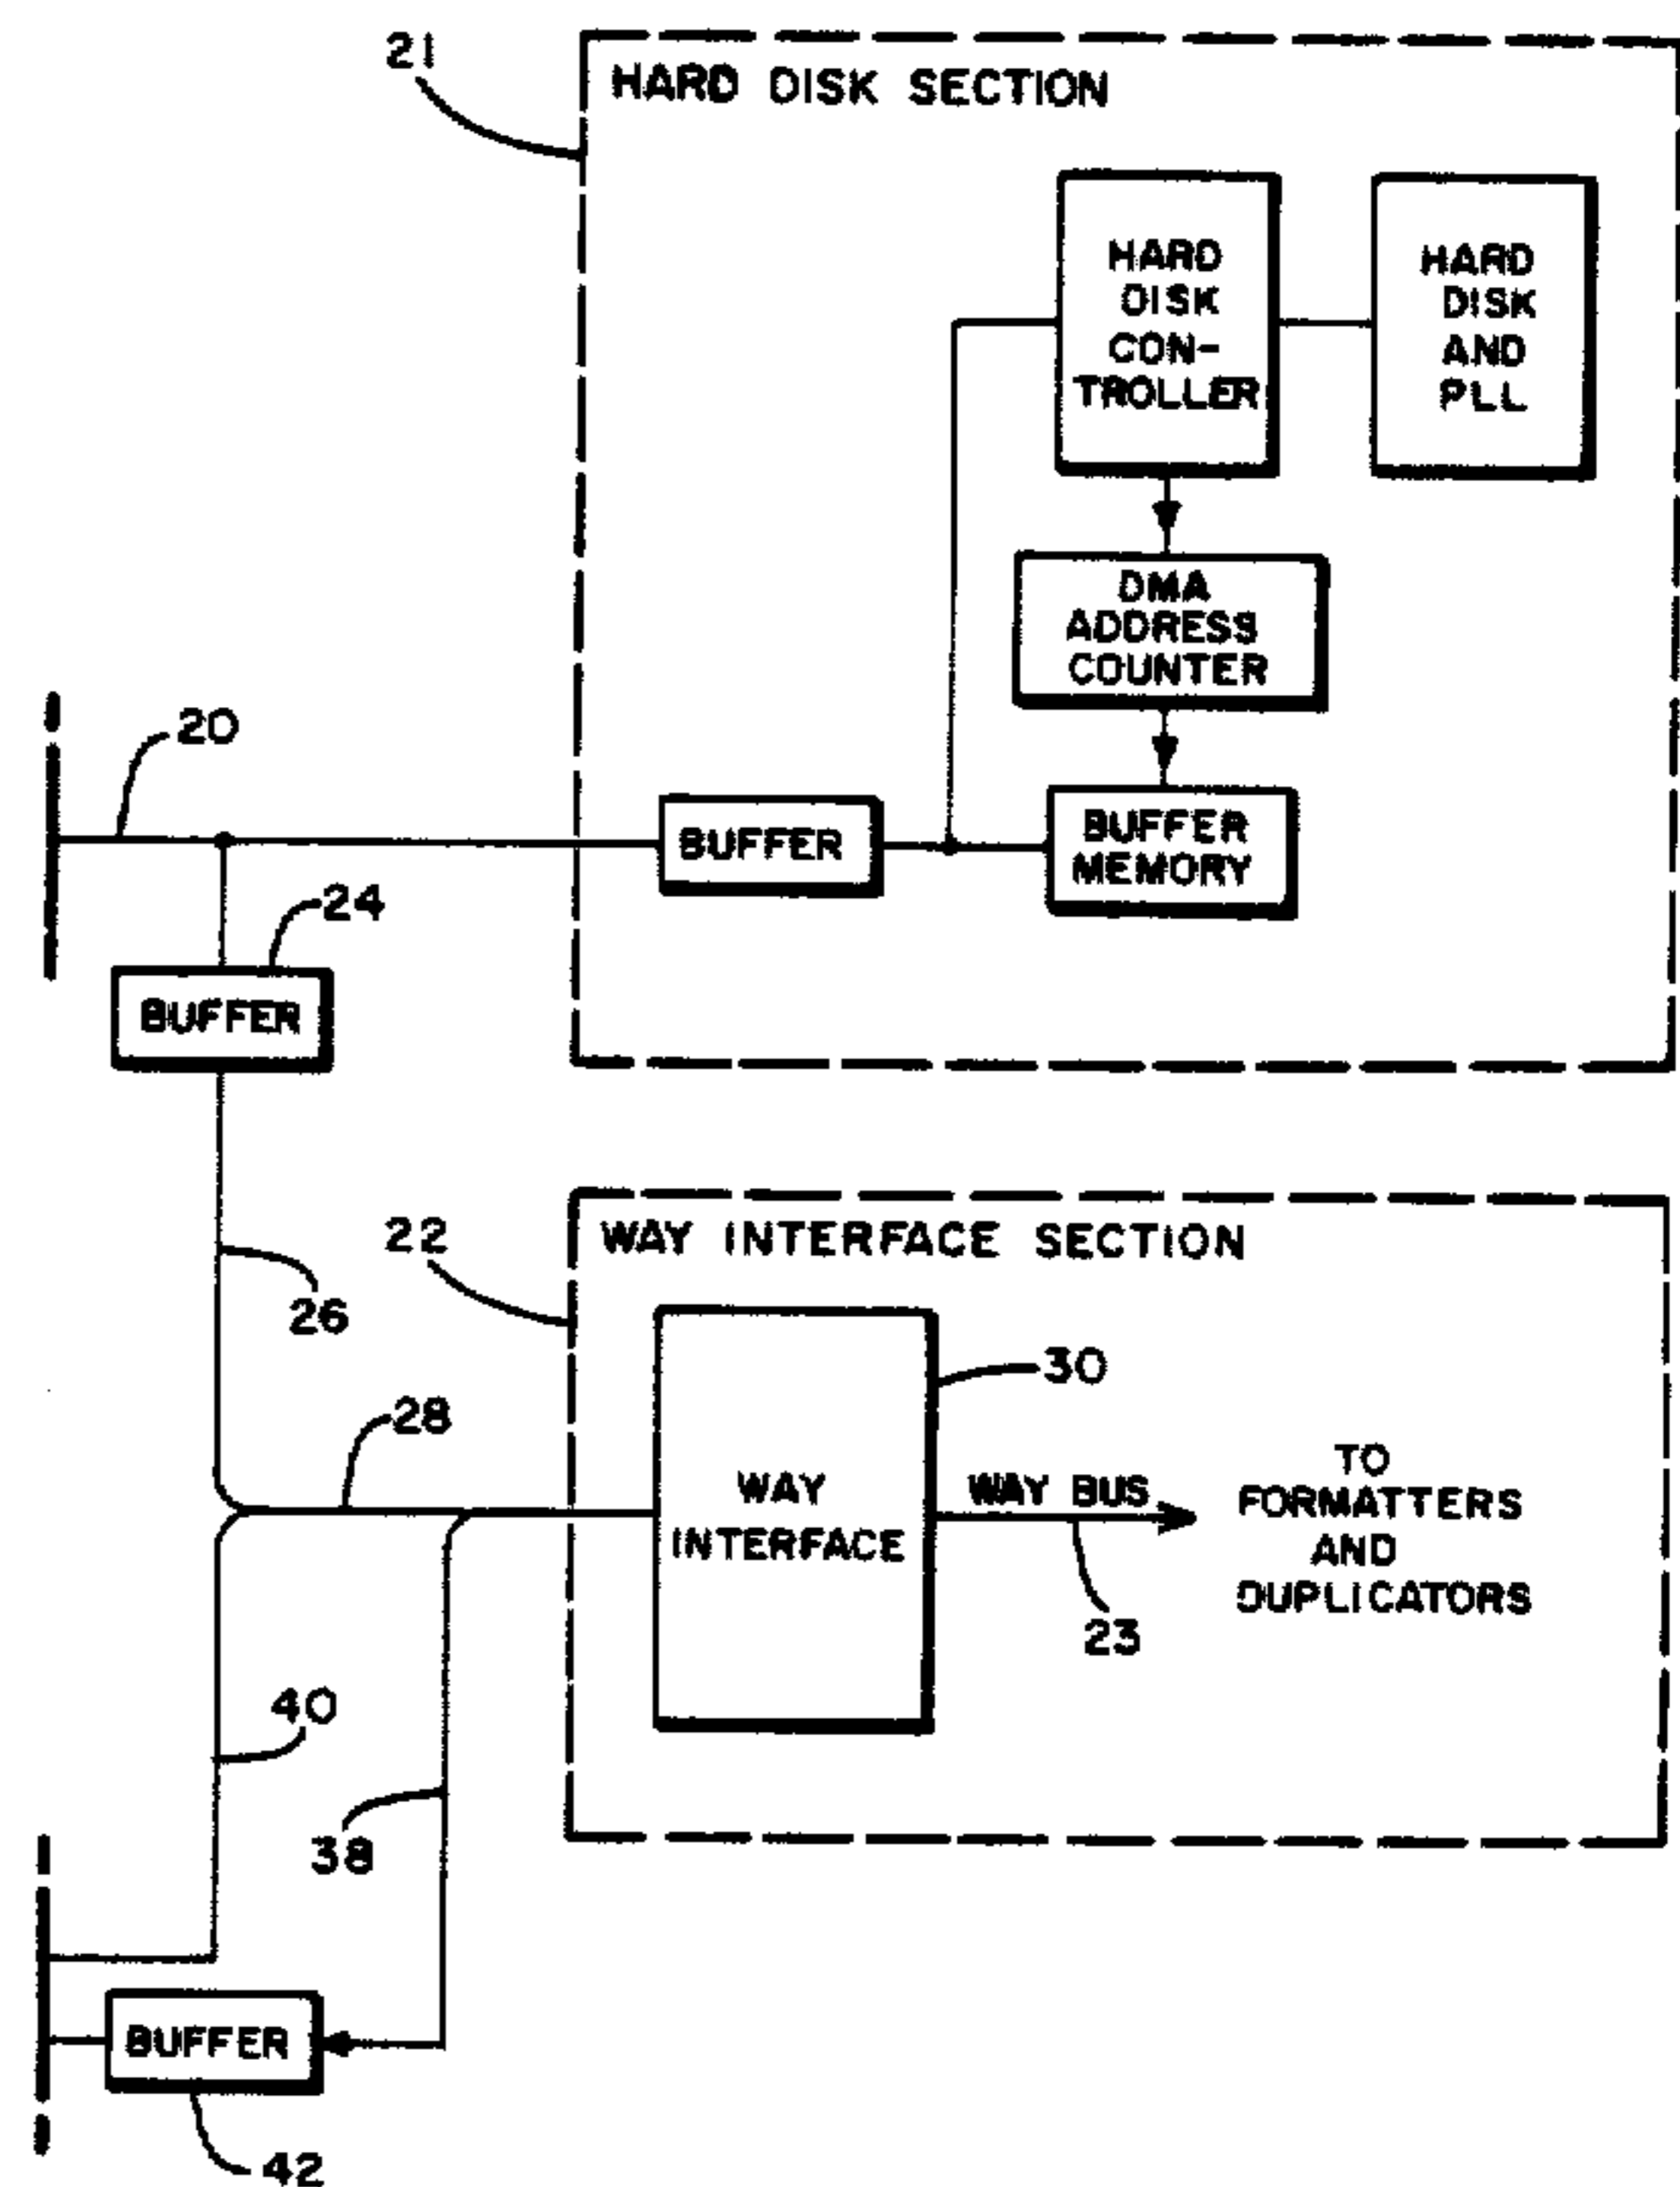 21
HARD DISK SECTION
HARD
DISK
CON-
TROLLER
HARD
DISK
AND
PLL
DMA
ADDRESS
COUNTER
20
BUFFER
BUFFER
MEMORY
24
BUFFER
22
WAY INTERFACE SECTION
26
30
28
WAY
INTERFACE
WAY BUS
TO
FORMATTERS
AND
DUPLICATORS
23
40
38
BUFFER
42